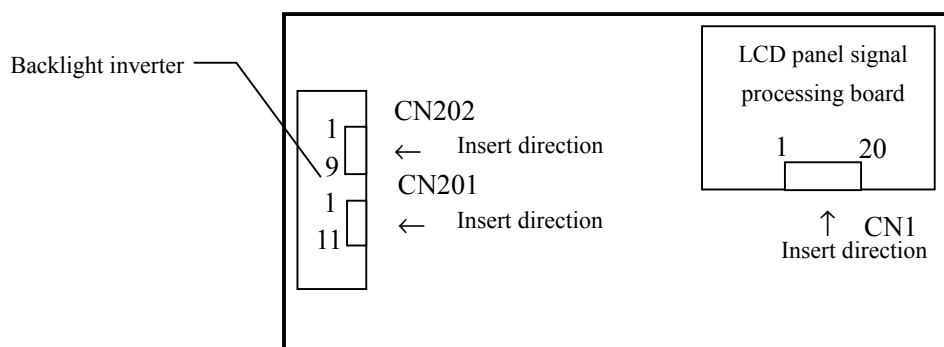 Backlight inverter
1
9
1
11
CN202
← Insert direction
CN201
← Insert direction
LCD panel signal
processing board
1 20
↑ CN1
Insert direction